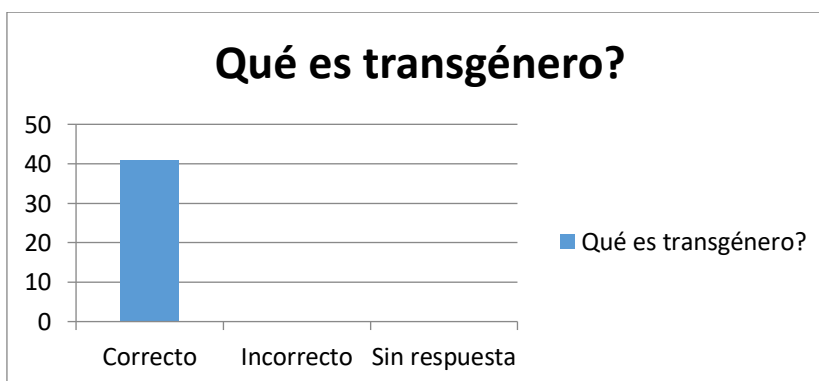 Qué es transgénero?
50
40
30
20
10
0
Correcto Incorrecto Sin respuesta
Qué es transgénero?